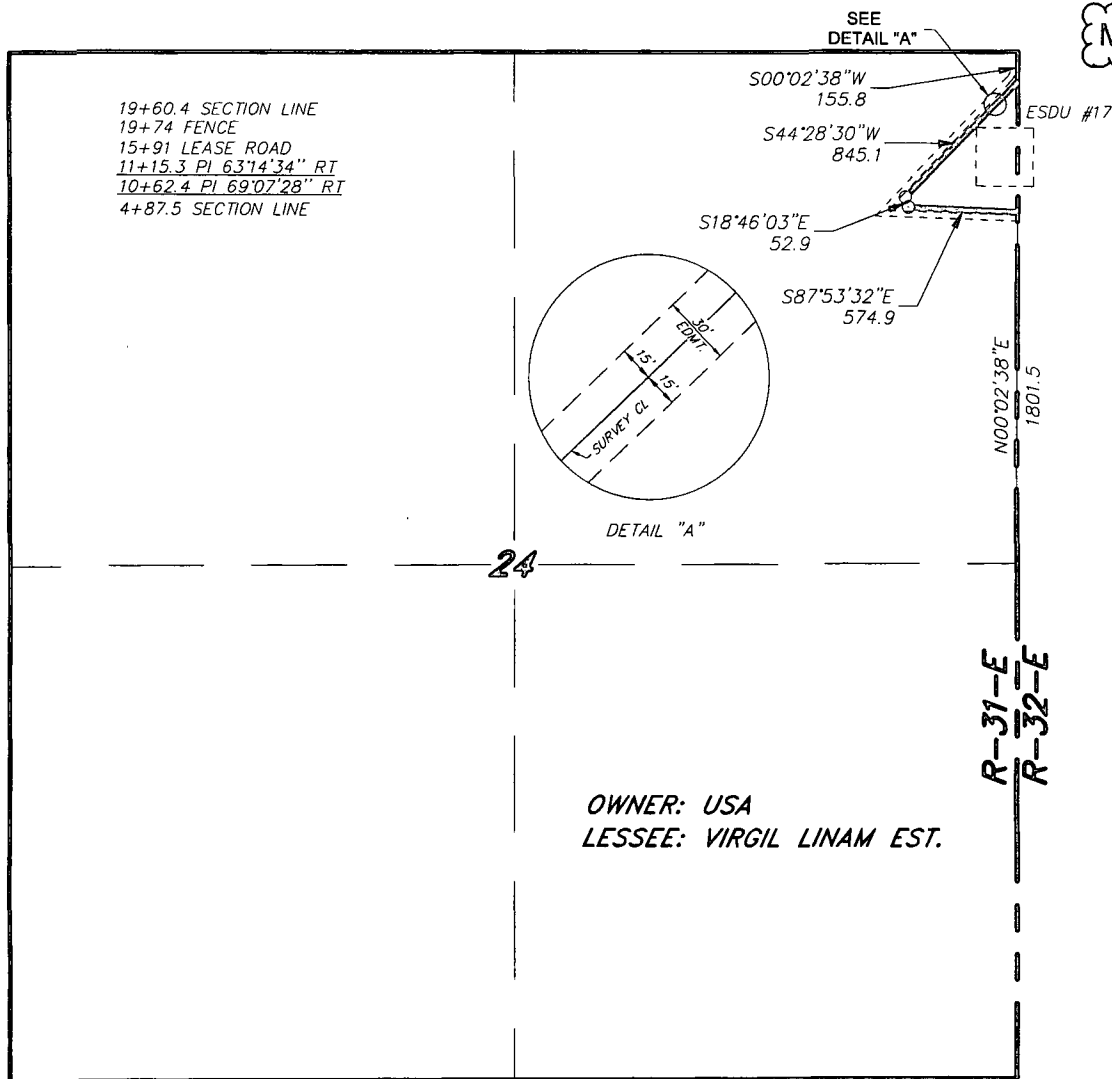 SEE
DETAIL "A"
S00°02'38"W
155.8
ESDU #17
S44°28'30"W
845.1
19+60.4 SECTION LINE
19+74 FENCE
15+91 LEASE ROAD
11+15.3 PI 63°14'34" RT
10+62.4 PI 69°07'28" RT
4+87.5 SECTION LINE
S18°46'03"E
52.9
S87°53'32"E
574.9
30'
EDMT.
15'
15'
SURVEY CL
DETAIL "A"
N00°02'38"E
1801.5
24
R-31-E
R-32-E
OWNER: USA
LESSEE: VIRGIL LINAM EST.